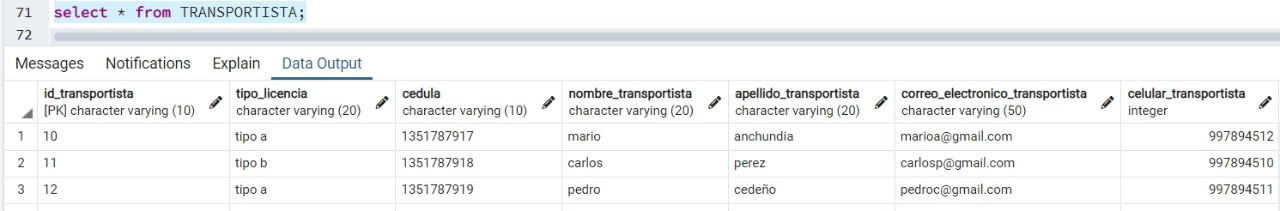 71 select * from TRANSPORTISTA;
72
Messages Notifications Explain Data Output
id_transportista tipo_licencia cedula nombre_transportista apellido_transportista correo_electronico_transportista celular_transportista
[PK] character varying (10) character varying (20) character varying (10) character varying (20) character varying (20) character varying (50) integer
1 10 tipo a 1351787917 mario anchundia marioa@gmail.com 997894512
2 11 tipo b 1351787918 carlos perez carlosp@gmail.com 997894510
3 12 tipo a 1351787919 pedro cedeño pedroc@gmail.com 997894511